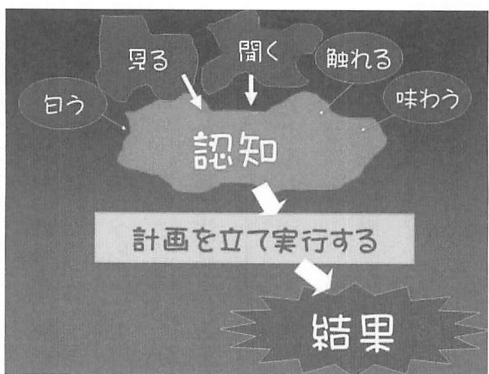 見る
聞く
触れる
匂う
味わう
認知
計画を立て実行する
結果